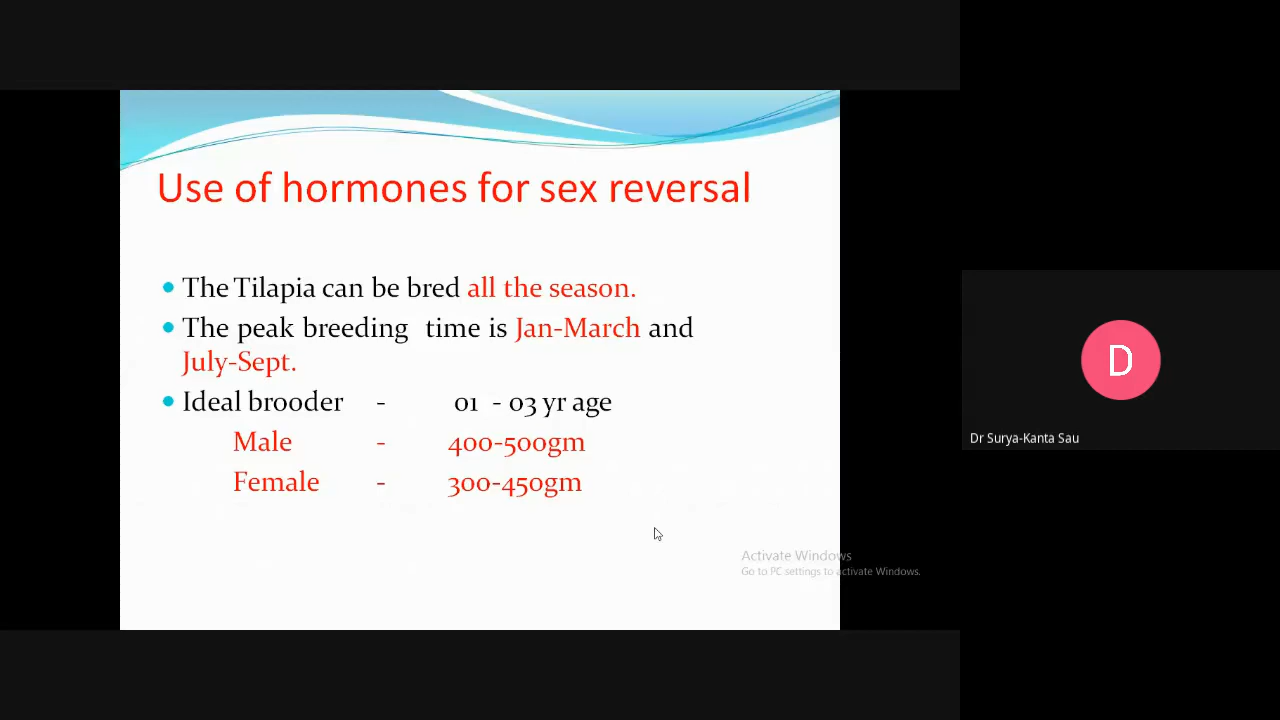 Use of hormones for sex reversal
The Tilapia can be bred all the season.
The peak breeding time is Jan-March and
July-Sept.
Ideal brooder - 01 - 03 yr age
Male - 400-500gm
Female - 300-450gm
Activate Windows
Go to PC settings to activate Windows.
D
Dr Surya-Kanta Sau